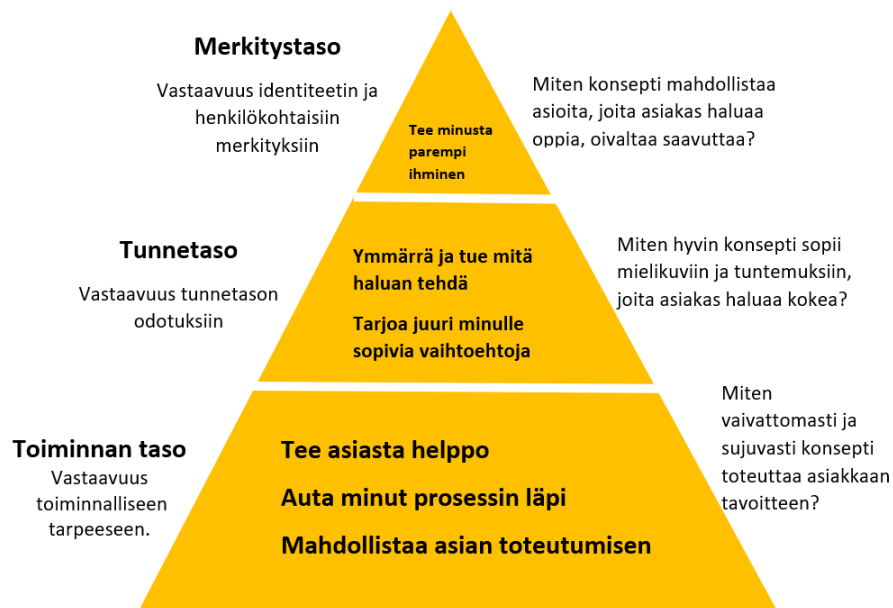 Merkitystaso
Vastaavuus identiteetin ja
henkilökohtaisiin
merkityksiin
Tee minusta
parempi
ihminen
Miten konsepti mahdollistaa
asioita, joita asiakas haluaa
oppia, oivaltaa saavuttaa?
Tunnetaso
Vastaavuus tunnetason
odotuksiin
Ymmärrä ja tue mitä
haluan tehdä
Tarjoa juuri minulle
sopivia vaihtoehtoja
Miten hyvin konsepti sopii
mielikuviin ja tuntemuksiin,
joita asiakas haluaa kokea?
Toiminnan taso
Vastaavuus
toiminnalliseen
tarpeeseen.
Tee asiasta helppo
Auta minut prosessin läpi
Mahdollistaa asian toteutumisen
Miten
vaivattomasti ja
sujuvasti konsepti
toteuttaa asiakkaan
tavoitteen?